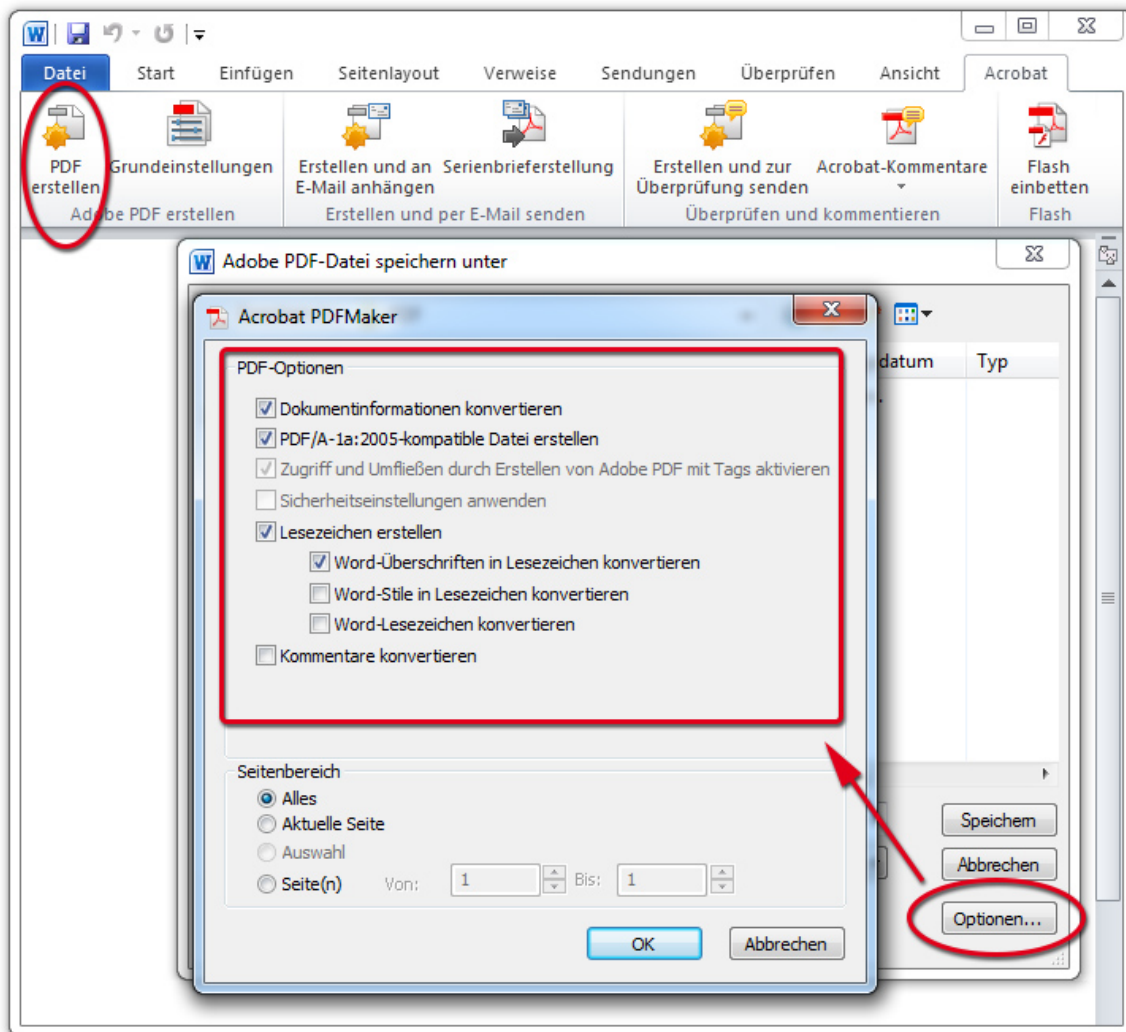 W
Datei Start Einfügen Seitenlayout Verweise Sendungen Überprüfen Ansicht Acrobat
PDF Grundeinstellungen Erstellen und an Serienbrieferstellung Erstellen und zur Acrobat-Kommentare Flash
erstellen E-Mail anhängen Überprüfung senden einbetten
Adobe PDF erstellen Erstellen und per E-Mail senden Überprüfen und kommentieren Flash
W Adobe PDF-Datei speichern unter
Acrobat PDFMaker
datum Typ
PDF-Optionen
Dokumentinformationen konvertieren
PDF/A-1a:2005-kompatible Datei erstellen
Zugriff und Umfließen durch Erstellen von Adobe PDF mit Tags aktivieren
Sicherheitseinstellungen anwenden
Lesezeichen erstellen
Word-Überschriften in Lesezeichen konvertieren
Word-Stile in Lesezeichen konvertieren
Word-Lesezeichen konvertieren
Kommentare konvertieren
Seitenbereich
Alles
Aktuelle Seite
Auswahl
Seite(n) Von: 1 Bis: 1
Speichern
Abbrechen
Optionen...
OK Abbrechen